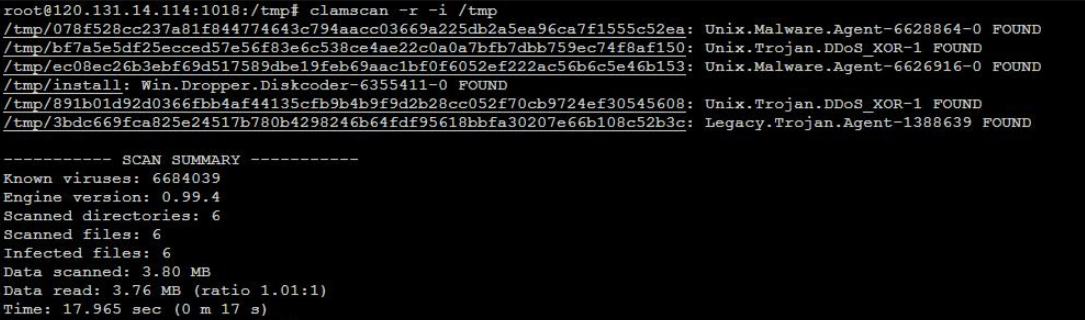 root@120.131.14.114:1018:/tmp# clamscan -r -i /tmp
/tmp/078f528cc237a81f844774643c794aacc03669a225db2a5ea96ca7f1555c52ea: Unix.Malware.Agent-6628864-0 FOUND
/tmp/bf7a5e5df25ecced57e56f83e6c538ce4ae22c0a0a7bfb7dbb759ec74f8af150: Unix.Trojan.DDoS_XOR-1 FOUND
/tmp/ec08ec26b3ebf69d517589dbe19feb69aac1bf0f6052ef222ac56b6c5e46b153: Unix.Malware.Agent-6626916-0 FOUND
/tmp/install: Win.Dropper.Diskcoder-6355411-0 FOUND
/tmp/891b01d92d0366fbb4af44135cfb9b4b9f9d2b28cc052f70cb9724ef30545608: Unix.Trojan.DDoS_XOR-1 FOUND
/tmp/3bdc669fca825e24517b780b4298246b64fdf95618bbfa30207e66b108c52b3c: Legacy.Trojan.Agent-1388639 FOUND
----------- SCAN SUMMARY -----------
Known viruses: 6684039
Engine version: 0.99.4
Scanned directories: 6
Scanned files: 6
Infected files: 6
Data scanned: 3.80 MB
Data read: 3.76 MB (ratio 1.01:1)
Time: 17.965 sec (0 m 17 s)